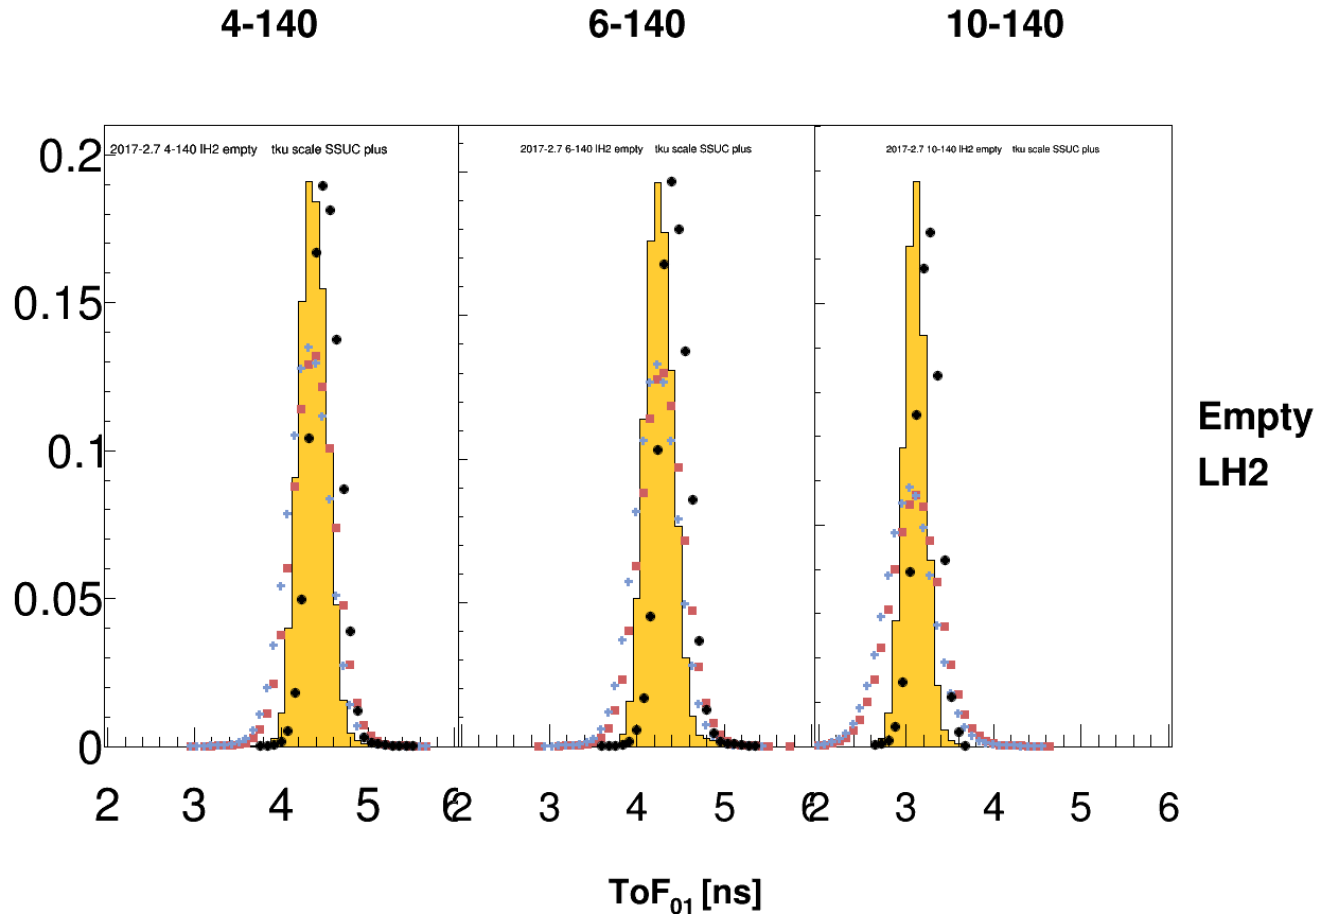 4-140 6-140 10-140
2017-2.7 4-140 lH2 empty tku scale SSUC plus 2017-2.7 6-140 lH2 empty tku scale SSUC plus 2017-2.7 10-140 lH2 empty tku scale SSUC plus
0.2
0.15
0.1
0.05
0
Empty
LH2
2 3 4 5 6 2 3 4 5 6 2 3 4 5 6
ToF01 [ns]